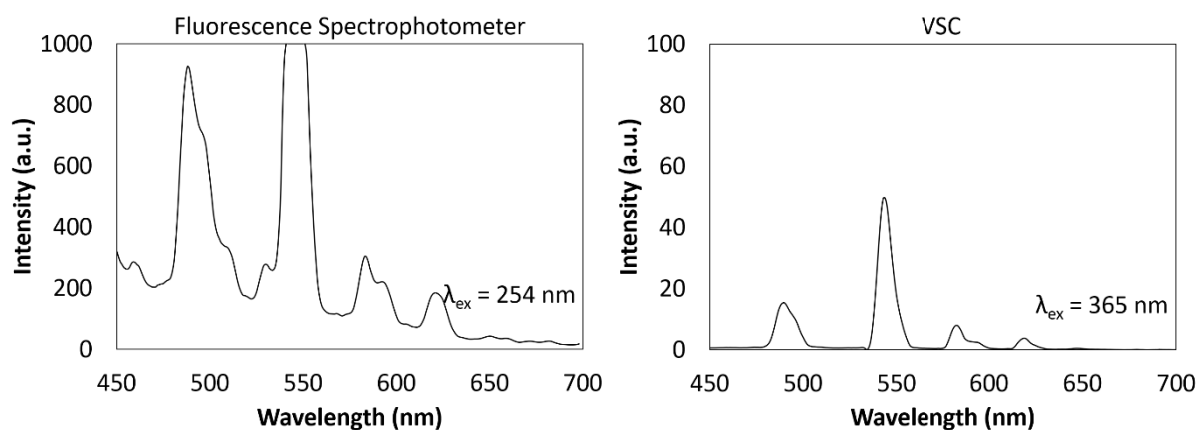 Fluorescence Spectrophotometer
1000
800
600
400
200
0
Intensity (a.u.)
λex = 254 nm
450 500 550 600 650 700
Wavelength (nm)
VSC
100
80
60
40
20
0
Intensity (a.u.)
λex = 365 nm
450 500 550 600 650 700
Wavelength (nm)